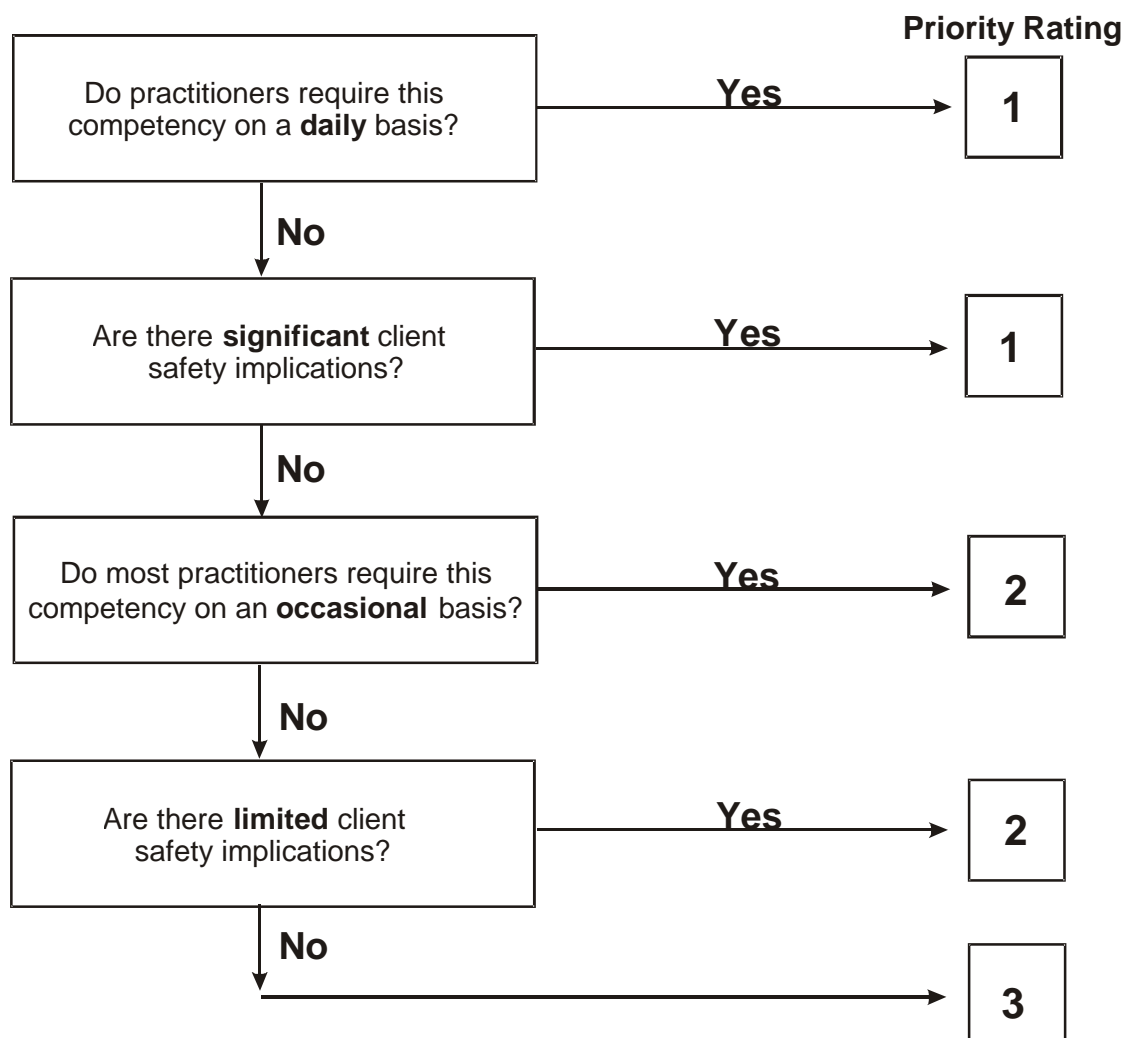 Priority Rating
Do practitioners require this
competency on a daily basis?
Yes
1
No
Are there significant client
safety implications?
Yes
1
No
Do most practitioners require this
competency on an occasional basis?
Yes
2
No
Are there limited client
safety implications?
Yes
2
No
3